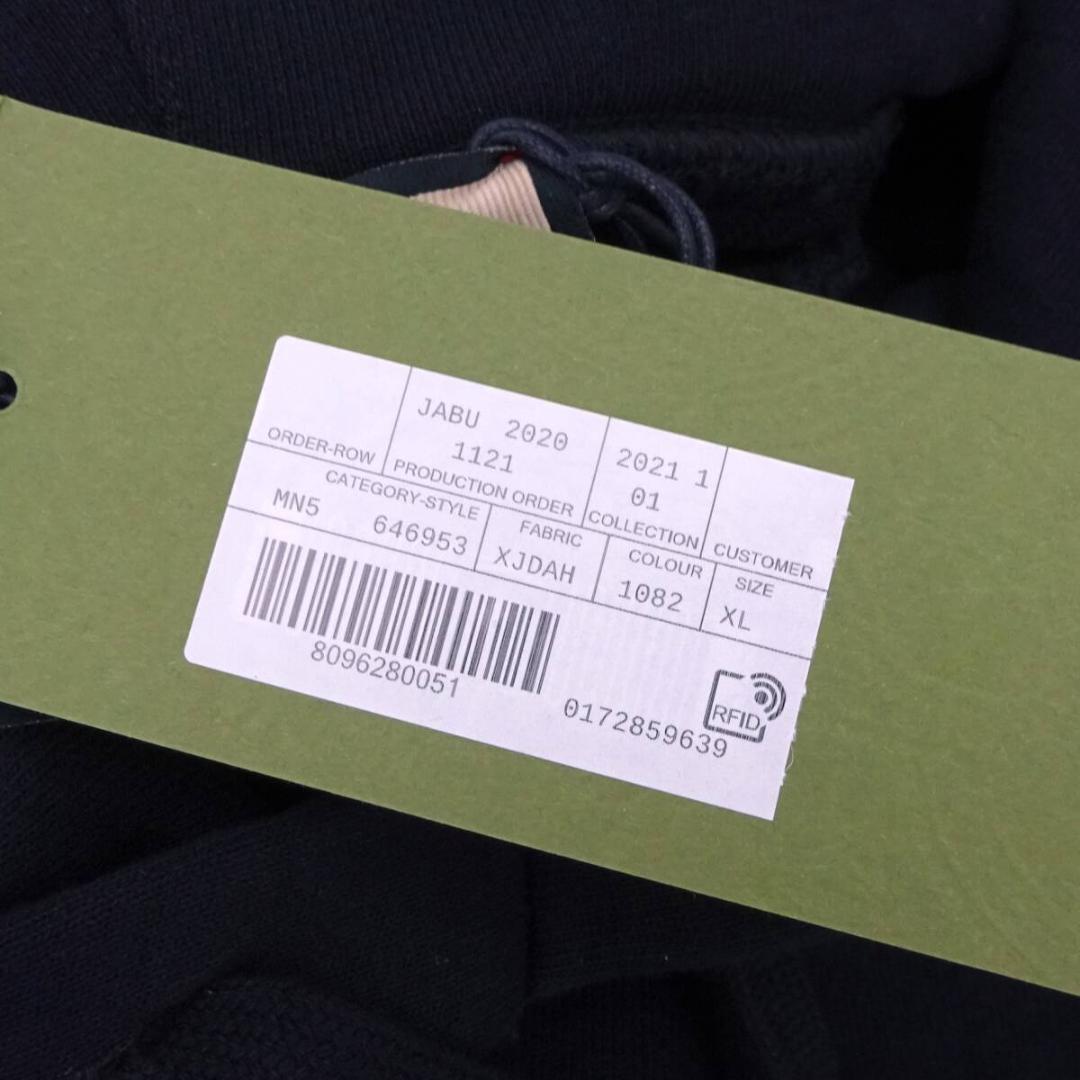 JABU 2020
1121
2021 1
01
ORDER-ROW
PRODUCTION ORDER
COLLECTION
CUSTOMER
CATEGORY-STYLE
FABRIC
COLOUR
SIZE
MN5 646953
XJDAH
1082
XL
8096280051
0172859639
RFID